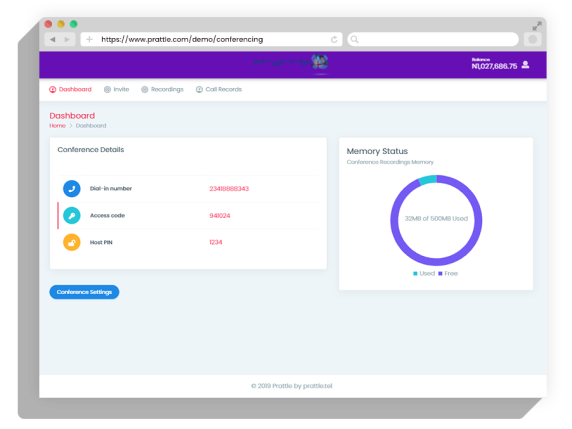 https://www.prattle.com/demo/conferencing
Balance
₦1,027,686.75
Dashboard
Invite
Recordings
Call Records
Dashboard
Home > Dashboard
Conference Details
Dial-in number 23418888343
Access code 941024
Host PIN 1234
Conference Settings
Memory Status
Conference Recordings Memory
32MB of 500MB Used
Used Free
© 2019 Prattle by prattle.tel